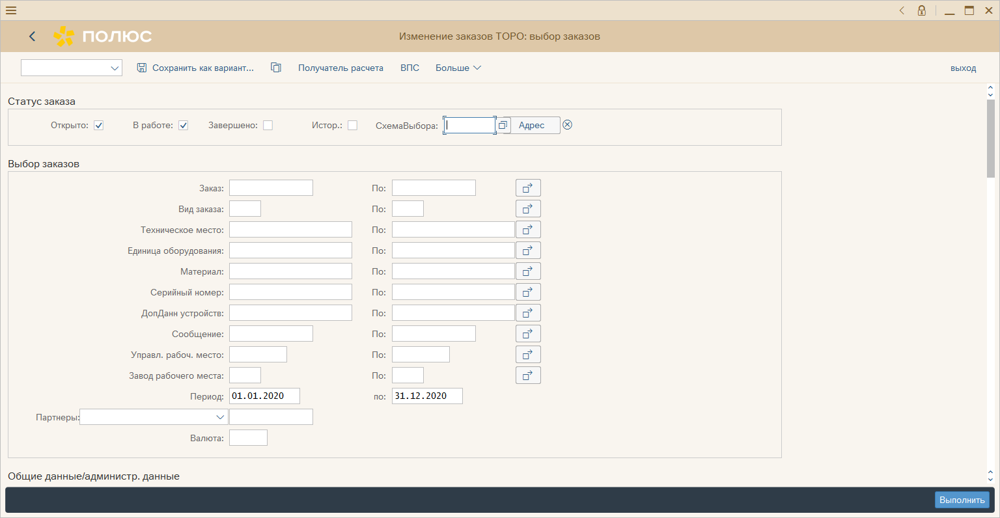 ПОЛЮС
Изменение заказов ТОРО: выбор заказов
Сохранить как вариант... Получатель расчета ВПС Больше выход
Статус заказа
Открыто: В работе: Завершено: Истор.: СхемаВыбора: Адрес
Выбор заказов
Заказ: По:
Вид заказа: По:
Техническое место: По:
Единица оборудования: По:
Материал: По:
Серийный номер: По:
ДопДанн устройств: По:
Сообщение: По:
Управл. рабоч. место: По:
Завод рабочего места: По:
Период: 01.01.2020 по: 31.12.2020
Партнеры:
Валюта:
Общие данные/администр. данные
Выполнить